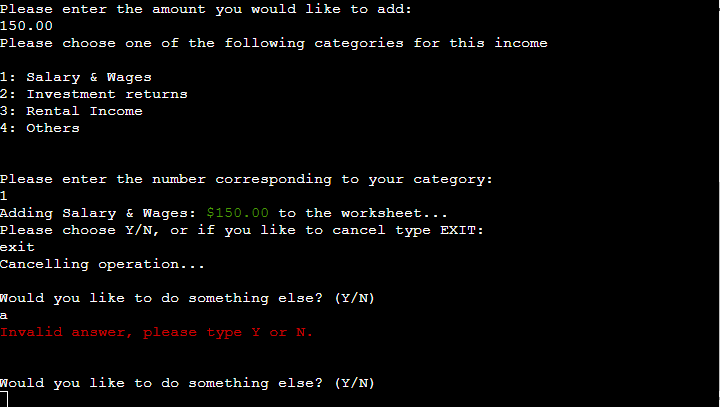 Please enter the amount you would like to add:
150.00
Please choose one of the following categories for this income
1: Salary & Wages
2: Investment returns
3: Rental Income
4: Others
Please enter the number corresponding to your category:
1
Adding Salary & Wages: $150.00 to the worksheet...
Please choose Y/N, or if you like to cancel type EXIT:
exit
Cancelling operation...
Would you like to do something else? (Y/N)
a
Invalid answer, please type Y or N.
Would you like to do something else? (Y/N)